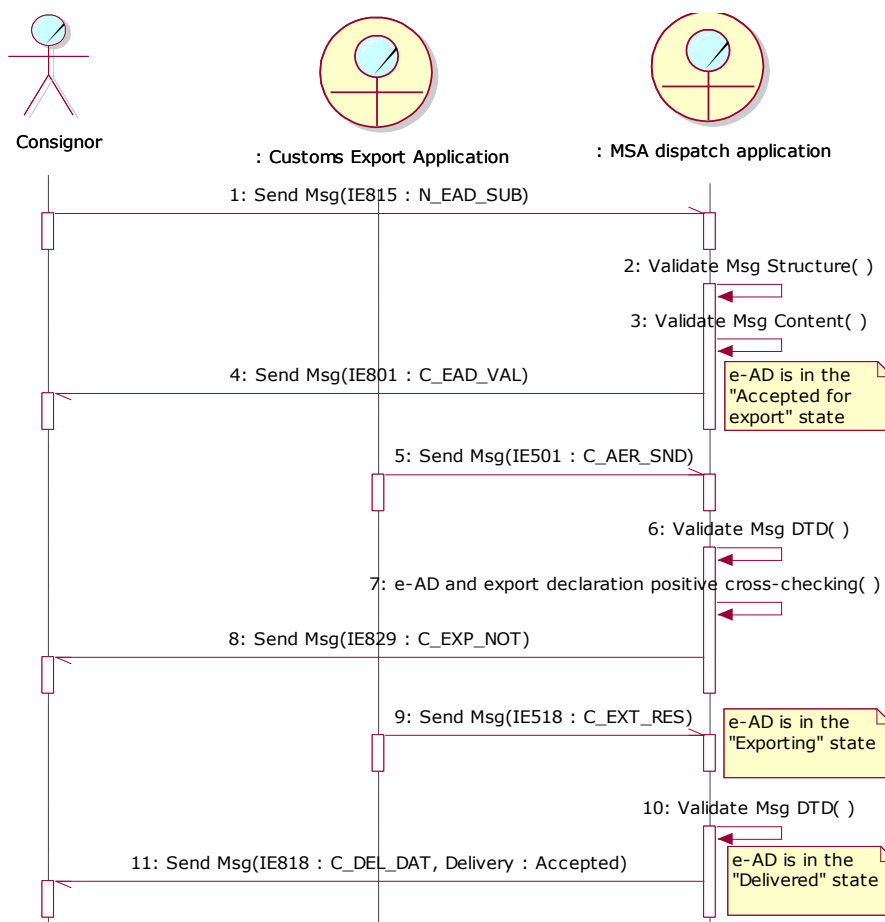 Consignor
: Customs Export Application
: MSA dispatch application
1: Send Msg(IE815 : N_EAD_SUB)
2: Validate Msg Structure( )
3: Validate Msg Content( )
4: Send Msg(IE801 : C_EAD_VAL)
e-AD is in the
"Accepted for
export" state
5: Send Msg(IE501 : C_AER_SND)
6: Validate Msg DTD( )
7: e-AD and export declaration positive cross-checking( )
8: Send Msg(IE829 : C_EXP_NOT)
9: Send Msg(IE518 : C_EXT_RES)
e-AD is in the
"Exporting" state
10: Validate Msg DTD( )
11: Send Msg(IE818 : C_DEL_DAT, Delivery : Accepted)
e-AD is in the
"Delivered" state